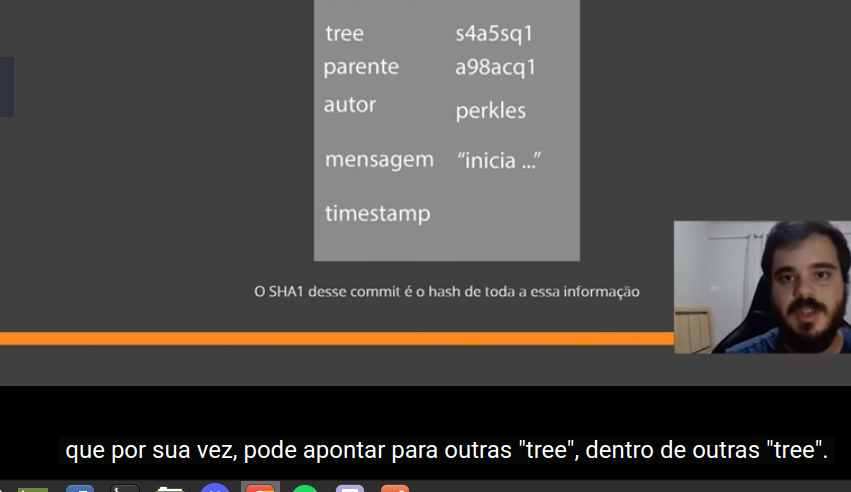 tree s4a5sq1
parente a98acq1
autor perkles
mensagem “inicia ...”
timestamp
O SHA1 desse commit é o hash de toda a essa informação
que por sua vez, pode apontar para outras "tree", dentro de outras "tree".